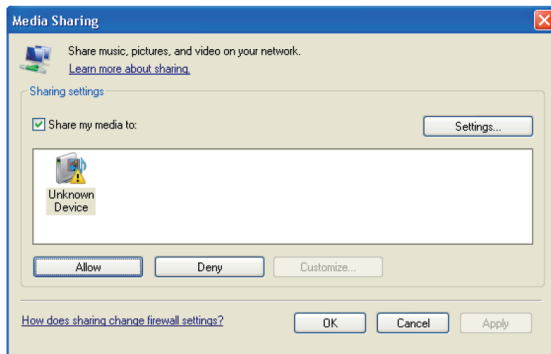 Media Sharing
Share music, pictures, and video on your network.
Learn more about sharing.
Sharing settings
Share my media to:
Settings...
Unknown
Device
Allow
Deny
Customize...
How does sharing change firewall settings?
OK
Cancel
Apply